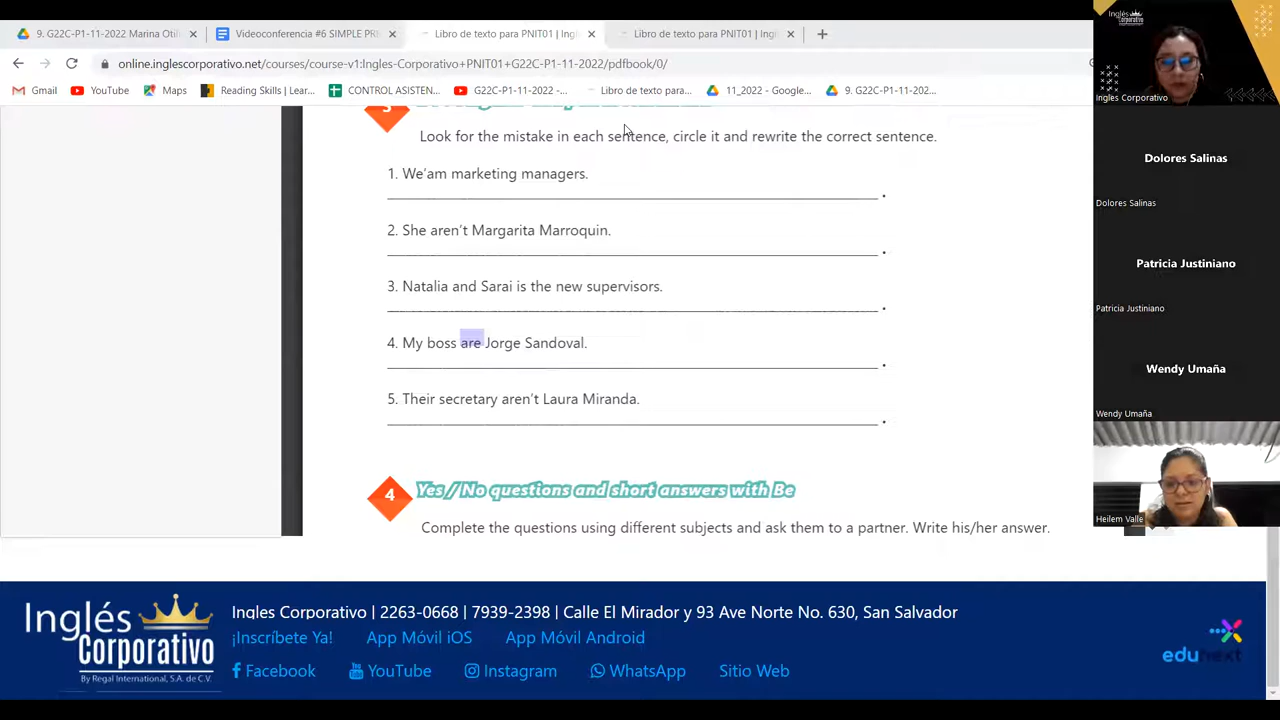 9. G22C-P1-11-2022 Marina Otili
Videoconferencia #6 SIMPLE PRE
Libro de texto para PNIT01 | Ingl
Libro de texto para PNIT01 | Ingl
online.inglescorporativo.net/courses/course-v1:Ingles-Corporativo+PNIT01+G22C-P1-11-2022/pdfbook/0/
Gmail
YouTube
Maps
Reading Skills | Lear...
CONTROL ASISTEN...
G22C-P1-11-2022 -...
Libro de texto para...
11_2022 - Google...
9. G22C-P1-11-202...
Look for the mistake in each sentence, circle it and rewrite the correct sentence.
1. We'am marketing managers.
2. She aren't Margarita Marroquin.
3. Natalia and Sarai is the new supervisors.
4. My boss are Jorge Sandoval.
5. Their secretary aren't Laura Miranda.
4
Yes / No questions and short answers with Be
Complete the questions using different subjects and ask them to a partner. Write his/her answer.
Inglés
Corporativo
Ingles Corporativo
Dolores Salinas
Dolores Salinas
Patricia Justiniano
Patricia Justiniano
Wendy Umaña
Wendy Umaña
Heilem Valle
Inglés
Corporativo
By Regal International, S.A. de C.V.
Ingles Corporativo | 2263-0668 | 7939-2398 | Calle El Mirador y 93 Ave Norte No. 630, San Salvador
¡Inscríbete Ya!
App Móvil iOS
App Móvil Android
Facebook
YouTube
Instagram
WhatsApp
Sitio Web
edunext